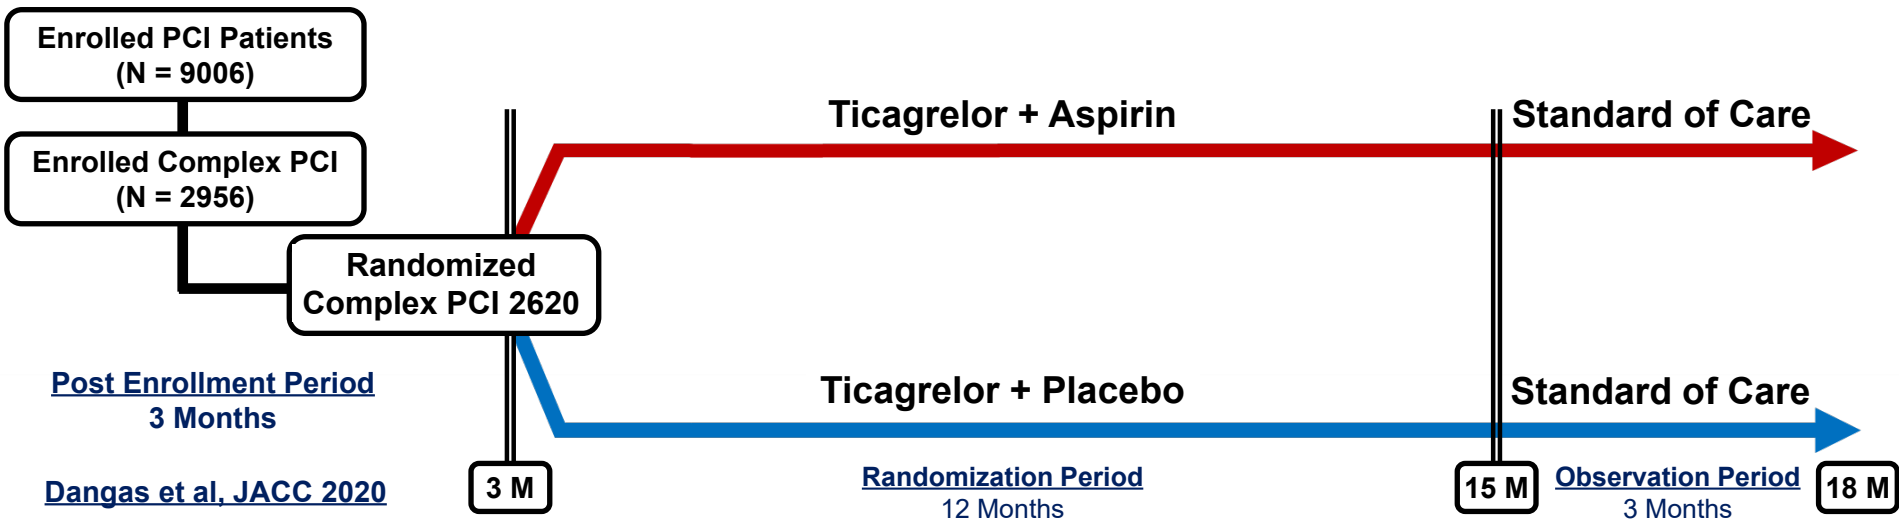 Enrolled PCI Patients
(N = 9006)
Enrolled Complex PCI
(N = 2956)
Randomized
Complex PCI 2620
Ticagrelor + Aspirin
Standard of Care
Ticagrelor + Placebo
Standard of Care
Post Enrollment Period
3 Months
Dangas et al, JACC 2020
3 M
Randomization Period
12 Months
15 M
Observation Period
3 Months
18 M